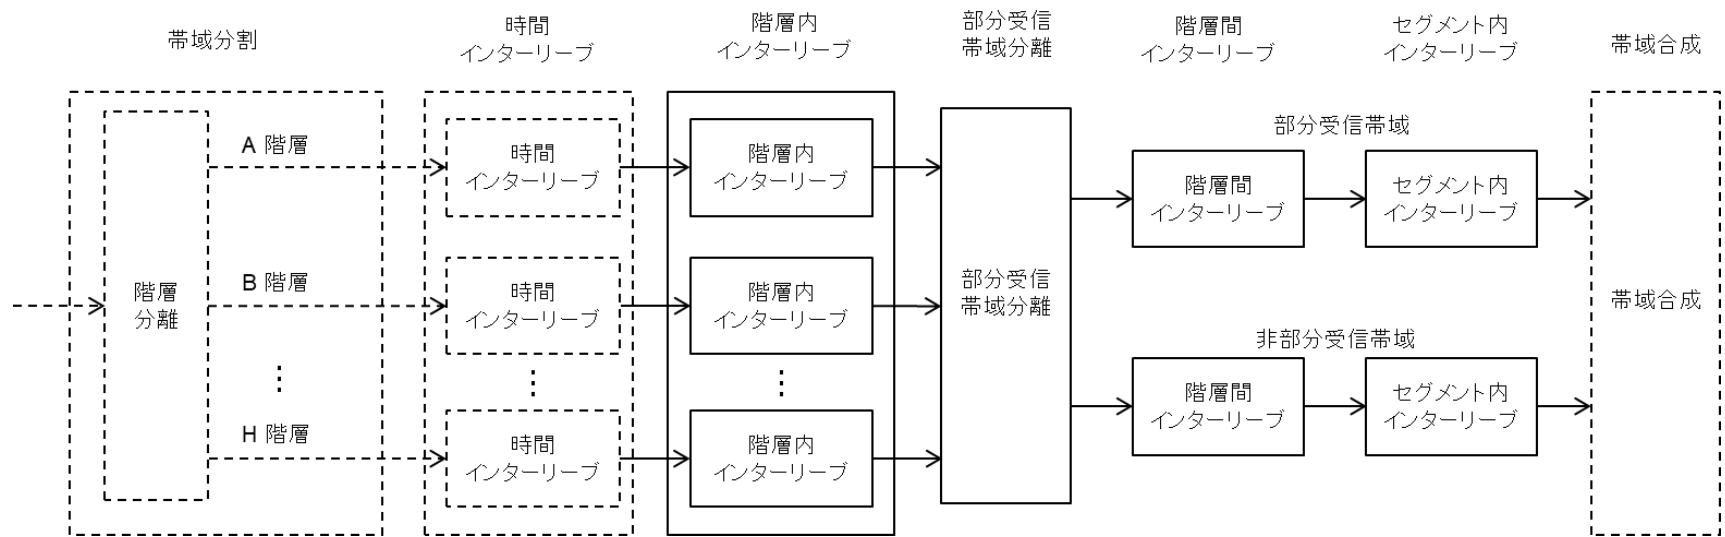 帯域分割
時間
インターリーブ
階層内
インターリーブ
部分受信
帯域分離
階層間
インターリーブ
セグメント内
インターリーブ
帯域合成
階層
分離
A 階層
B 階層
⋮
H 階層
時間
インターリーブ
時間
インターリーブ
⋮
時間
インターリーブ
階層内
インターリーブ
階層内
インターリーブ
⋮
階層内
インターリーブ
部分受信
帯域分離
部分受信帯域
階層間
インターリーブ
セグメント内
インターリーブ
非部分受信帯域
階層間
インターリーブ
セグメント内
インターリーブ
帯域合成